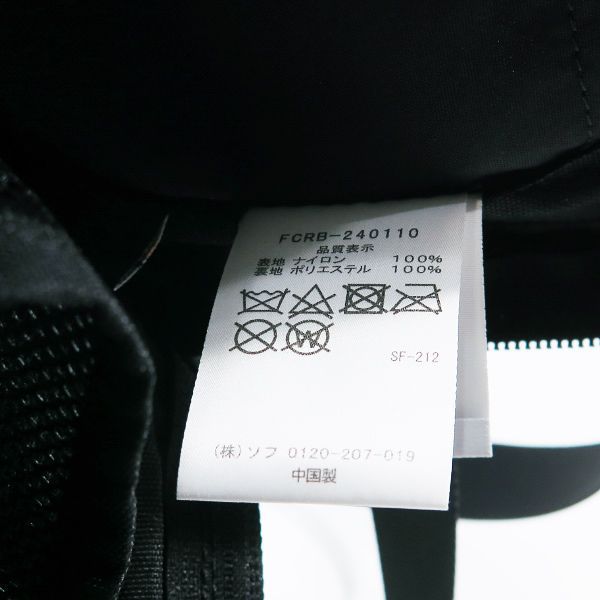 FCRB-240110
品質表示
表地 ナイロン 100%
裏地 ポリエステル 100%
W
SF-212
(株)ソフ 0120-207-019
中国製